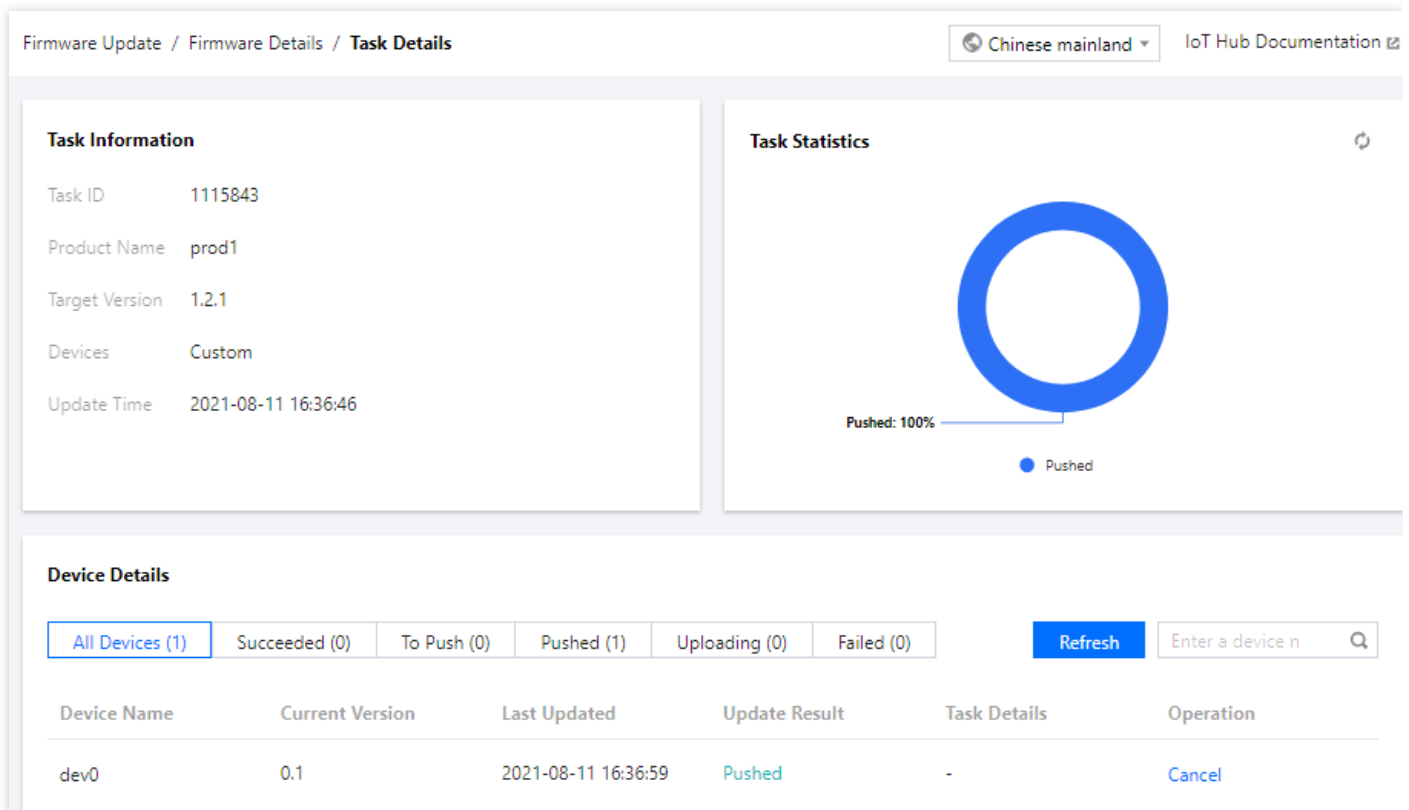 Firmware Update / Firmware Details / Task Details
Chinese mainland
IoT Hub Documentation
Task Information
Task ID 1115843
Product Name prod1
Target Version 1.2.1
Devices Custom
Update Time 2021-08-11 16:36:46
Task Statistics
Pushed: 100%
Pushed
Device Details
All Devices (1) Succeeded (0) To Push (0) Pushed (1) Uploading (0) Failed (0) Refresh Enter a device n
Device Name Current Version Last Updated Update Result Task Details Operation
dev0 0.1 2021-08-11 16:36:59 Pushed - Cancel